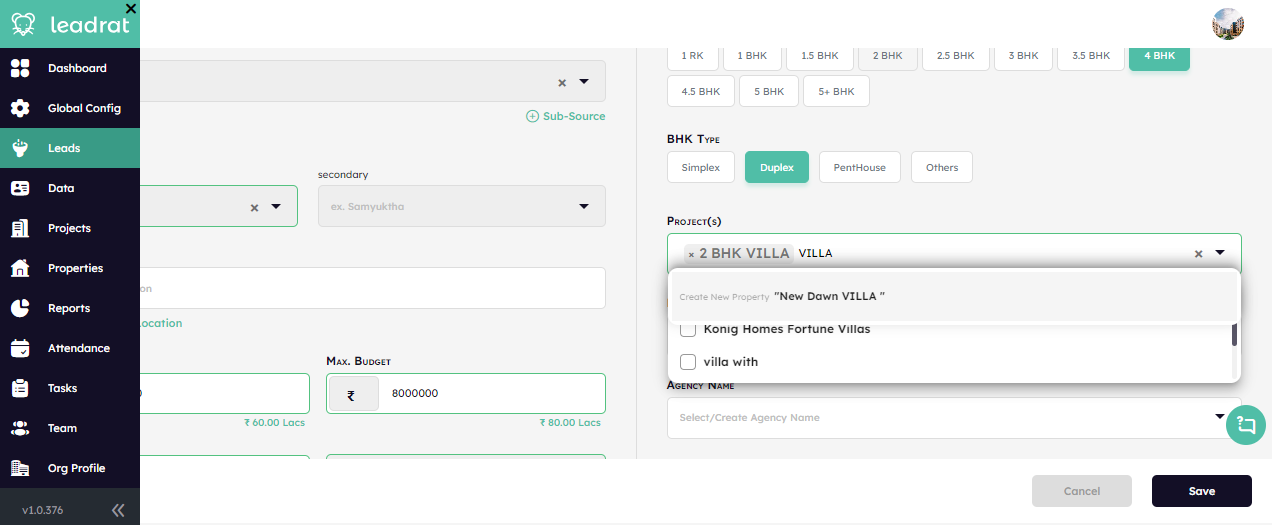 leadrat
Dashboard
Global Config
Leads
Data
Projects
Properties
Reports
Attendance
Tasks
Team
Org Profile
v1.0.376
Sub-Source
secondary
ex. Samyuktha
on
ocation
Max. Budget
₹ 8000000
₹ 60.00 Lacs
₹ 80.00 Lacs
1 RK 1 BHK 1.5 BHK 2 BHK 2.5 BHK 3 BHK 3.5 BHK 4 BHK
4.5 BHK 5 BHK 5+ BHK
BHK Type
Simplex Duplex PentHouse Others
Project(s)
× 2 BHK VILLA VILLA
Create New Property "New Dawn VILLA "
Konig Homes Fortune Villas
villa with
Agency Name
Select/Create Agency Name
Cancel Save